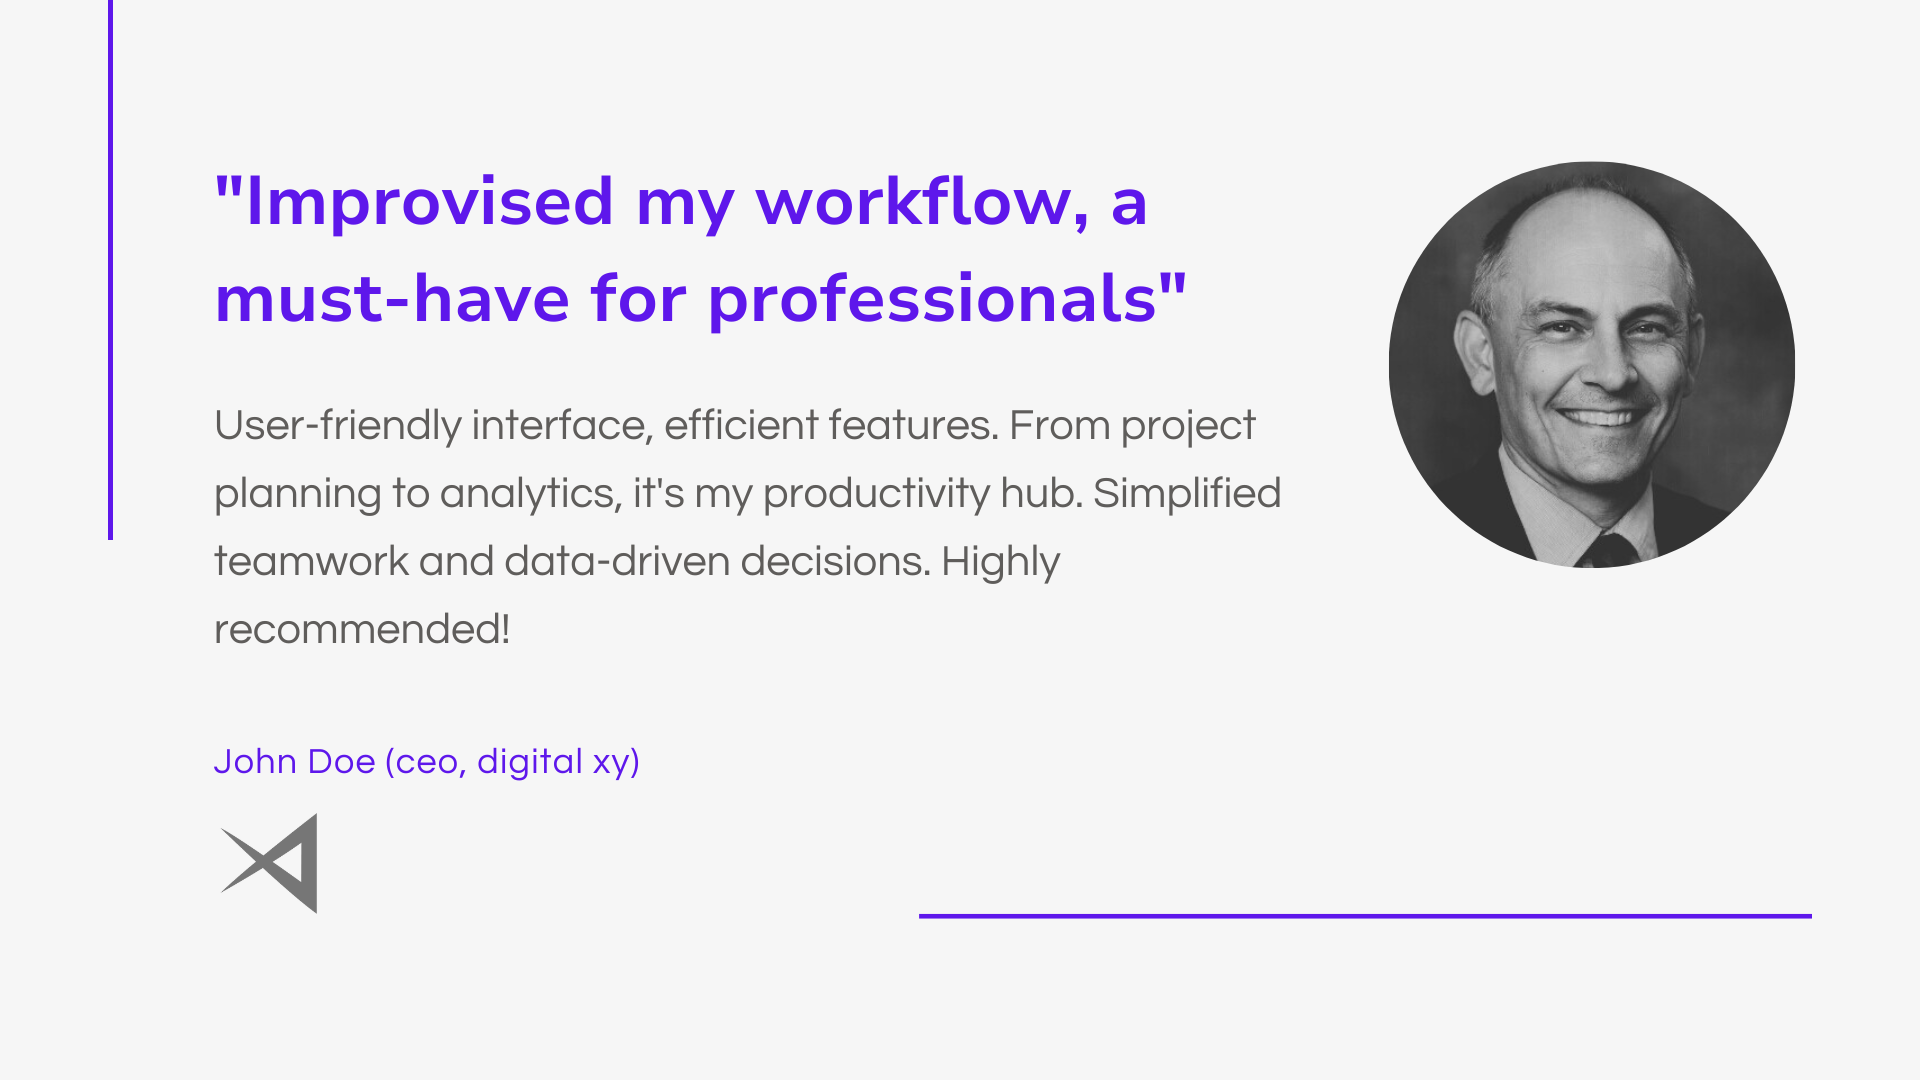 "Improvised my workflow, a
must-have for professionals"
User-friendly interface, efficient features. From project
planning to analytics, it's my productivity hub. Simplified
teamwork and data-driven decisions. Highly
recommended!
John Doe (ceo, digital xy)